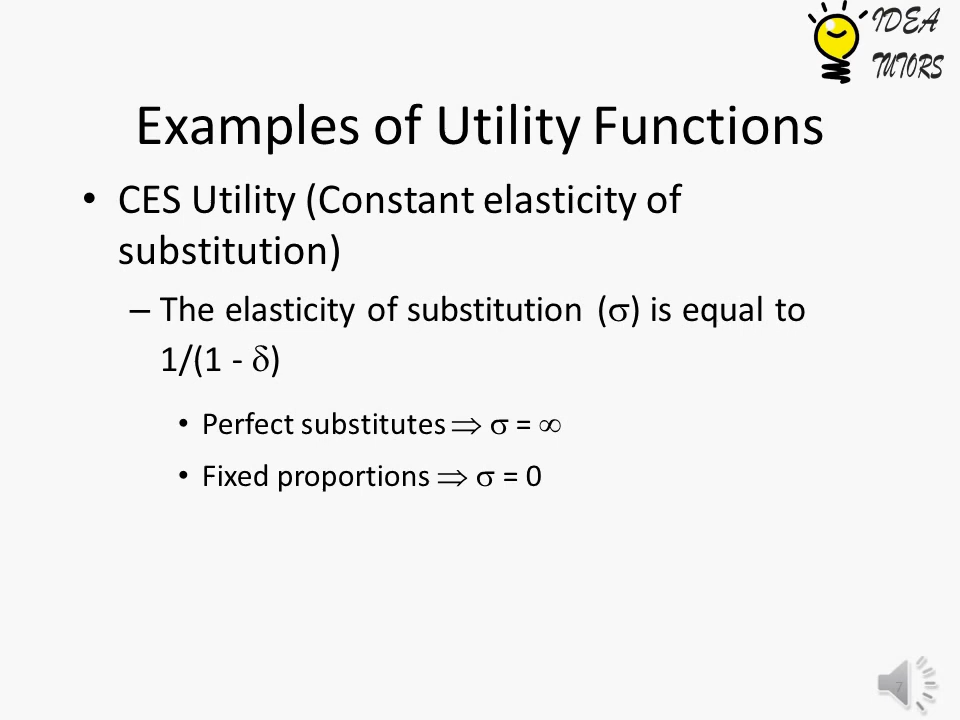 IDEA
TUTORS
Examples of Utility Functions
• CES Utility (Constant elasticity of
substitution)
– The elasticity of substitution (σ) is equal to
1/(1 - δ)
• Perfect substitutes ⇒ σ = ∞
• Fixed proportions ⇒ σ = 0
7